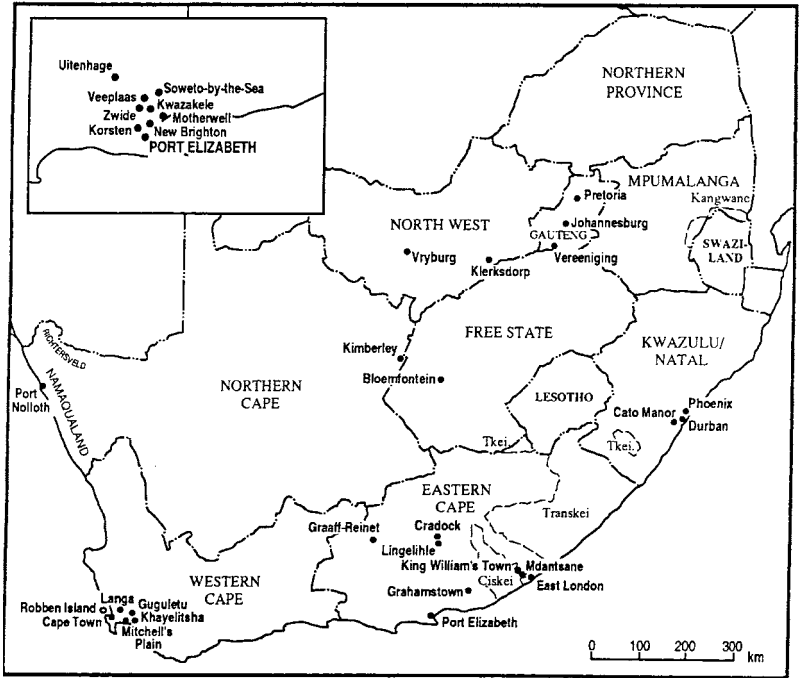 Uitenhage
Soweto-by-the-Sea
Veeplaas
Kwazakele
Zwide
Motherwell
Korsten
New Brighton
PORT ELIZABETH
NORTHERN
PROVINCE
MPUMALANGA
Kangwane
Pretoria
NORTH WEST
Johannesburg
GAUTENG
SWAZI-
LAND
Vryburg
Vereeniging
Klerksdorp
FREE STATE
KWAZULU/
NATAL
RICHTERSVELD
Kimberley
Bloemfontein
NORTHERN
CAPE
Port
Nolloth
NAMAQUALAND
LESOTHO
Phoenix
Cato Manor
Durban
Tkei
Tkei
EASTERN
CAPE
Transkei
Graaff-Reinet
Cradock
Lingelihle
King William's Town
Mdantsane
Ciskei
East London
WESTERN
CAPE
Grahamstown
Langa
Robben Island
Guguletu
Cape Town
Khayelitsha
Mitchell's
Plain
Port Elizabeth
0 100 200 300
km